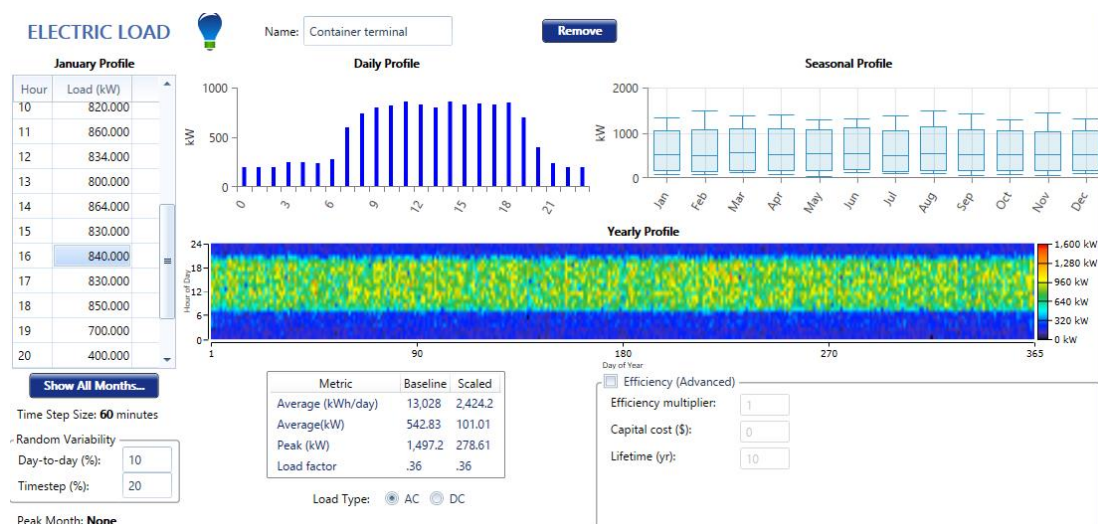 ELECTRIC LOAD
Name: Container terminal
Remove
January Profile
Hour Load (kW)
10 820.000
11 860.000
12 834.000
13 800.000
14 864.000
15 830.000
16 840.000
17 830.000
18 850.000
19 700.000
20 400.000
Show All Months...
Time Step Size: 60 minutes
Random Variability
Day-to-day (%): 10
Timestep (%): 20
Peak Month: None
Daily Profile
kW
1000
500
0
0 3 6 9 12 15 18 21
Seasonal Profile
kW
2000
1000
0
Jan Feb Mar Apr May Jun Jul Aug Sep Oct Nov Dec
Yearly Profile
Hour of Day
24
18
12
6
0
1 90 180 270 365
Day of Year
1,600 kW
1,280 kW
960 kW
640 kW
320 kW
0 kW
Metric Baseline Scaled
Average (kWh/day) 13,028 2,424.2
Average(kW) 542.83 101.01
Peak (kW) 1,497.2 278.61
Load factor .36 .36
Load Type: AC DC
Efficiency (Advanced)
Efficiency multiplier: 1
Capital cost ($): 0
Lifetime (yr): 10